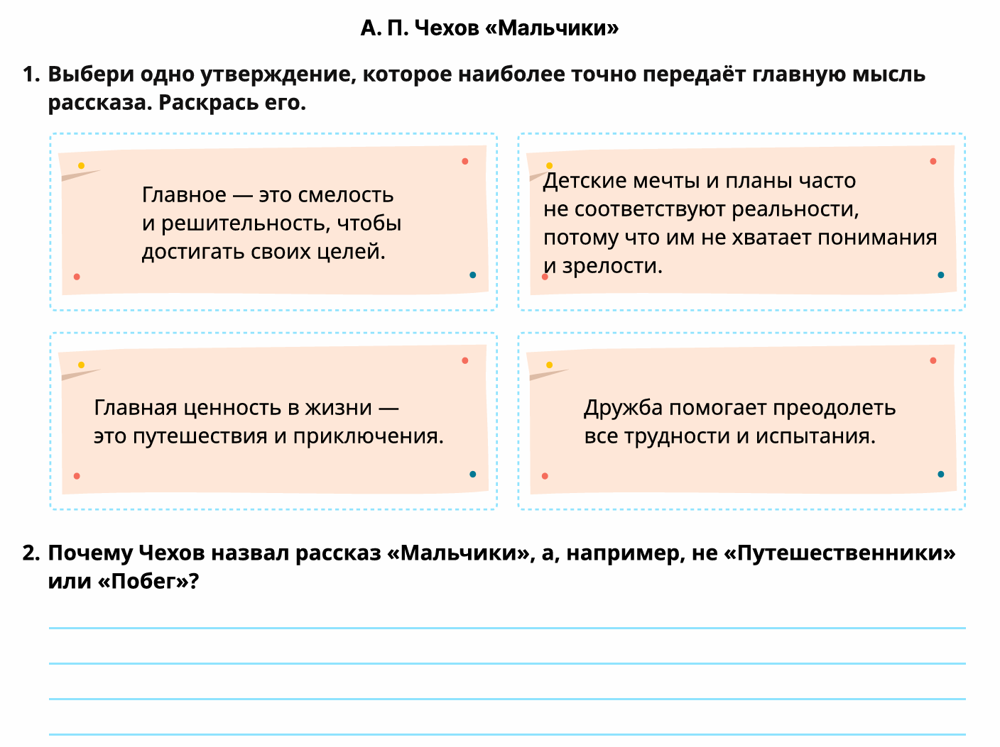 А. П. Чехов «Мальчики»
1. Выбери одно утверждение, которое наиболее точно передаёт главную мысль
рассказа. Раскрась его.
Главное — это смелость
и решительность, чтобы
достигать своих целей.
Детские мечты и планы часто
не соответствуют реальности,
потому что им не хватает понимания
и зрелости.
Главная ценность в жизни —
это путешествия и приключения.
Дружба помогает преодолеть
все трудности и испытания.
2. Почему Чехов назвал рассказ «Мальчики», а, например, не «Путешественники»
или «Побег»?